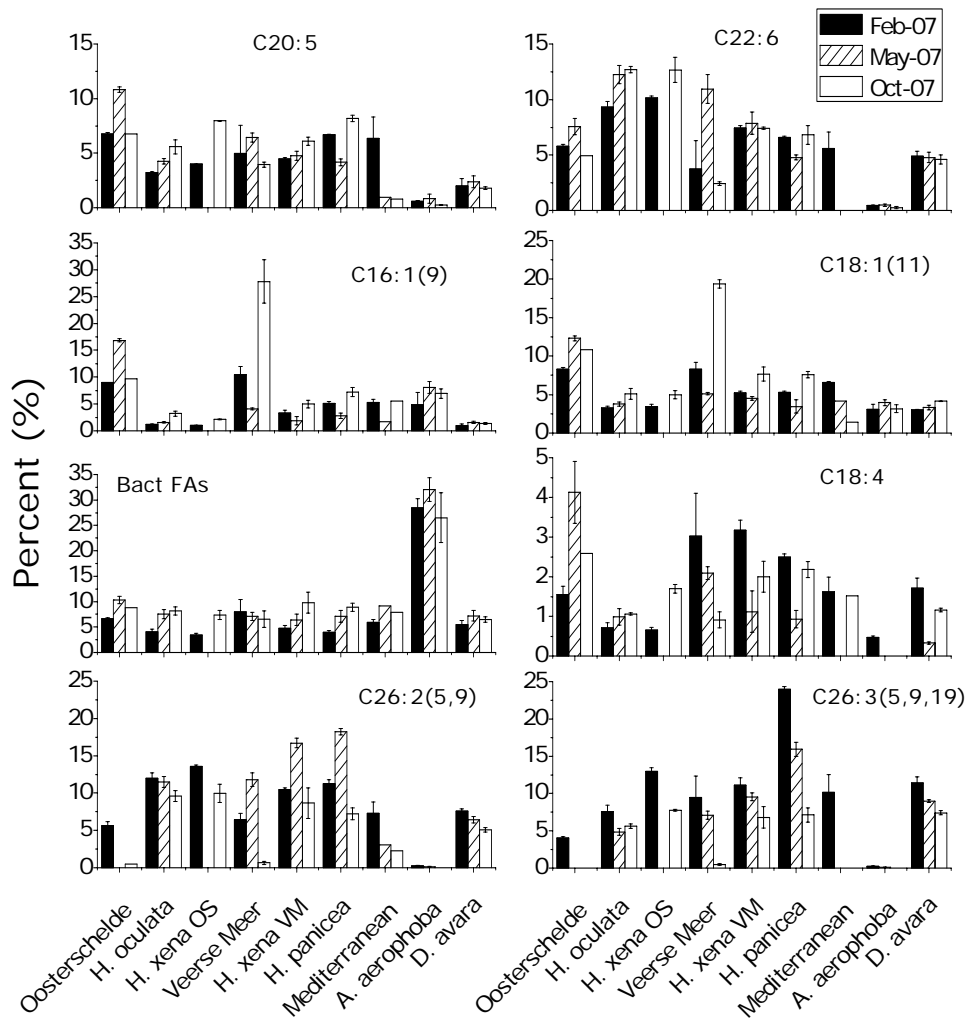 C20:5
15
10
5
0
C22:6
15
10
5
0
Feb-07
May-07
Oct-07
C16:1(9)
35
30
25
20
15
10
5
0
C18:1(11)
25
20
15
10
5
0
Percent (%)
Bact FAs
35
30
25
20
15
10
5
0
C18:4
6
5
4
3
2
1
0
C26:2(5,9)
25
20
15
10
5
0
C26:3(5,9,19)
25
20
15
10
5
0
Oosterschelde
H. oculata
H. xena OS
Veerse Meer
H. xena VM
H. panicea
Mediterranean
A. aerophoba
D. avara
Oosterschelde
H. oculata
H. xena OS
Veerse Meer
H. xena VM
H. panicea
Mediterranean
A. aerophoba
D. avara